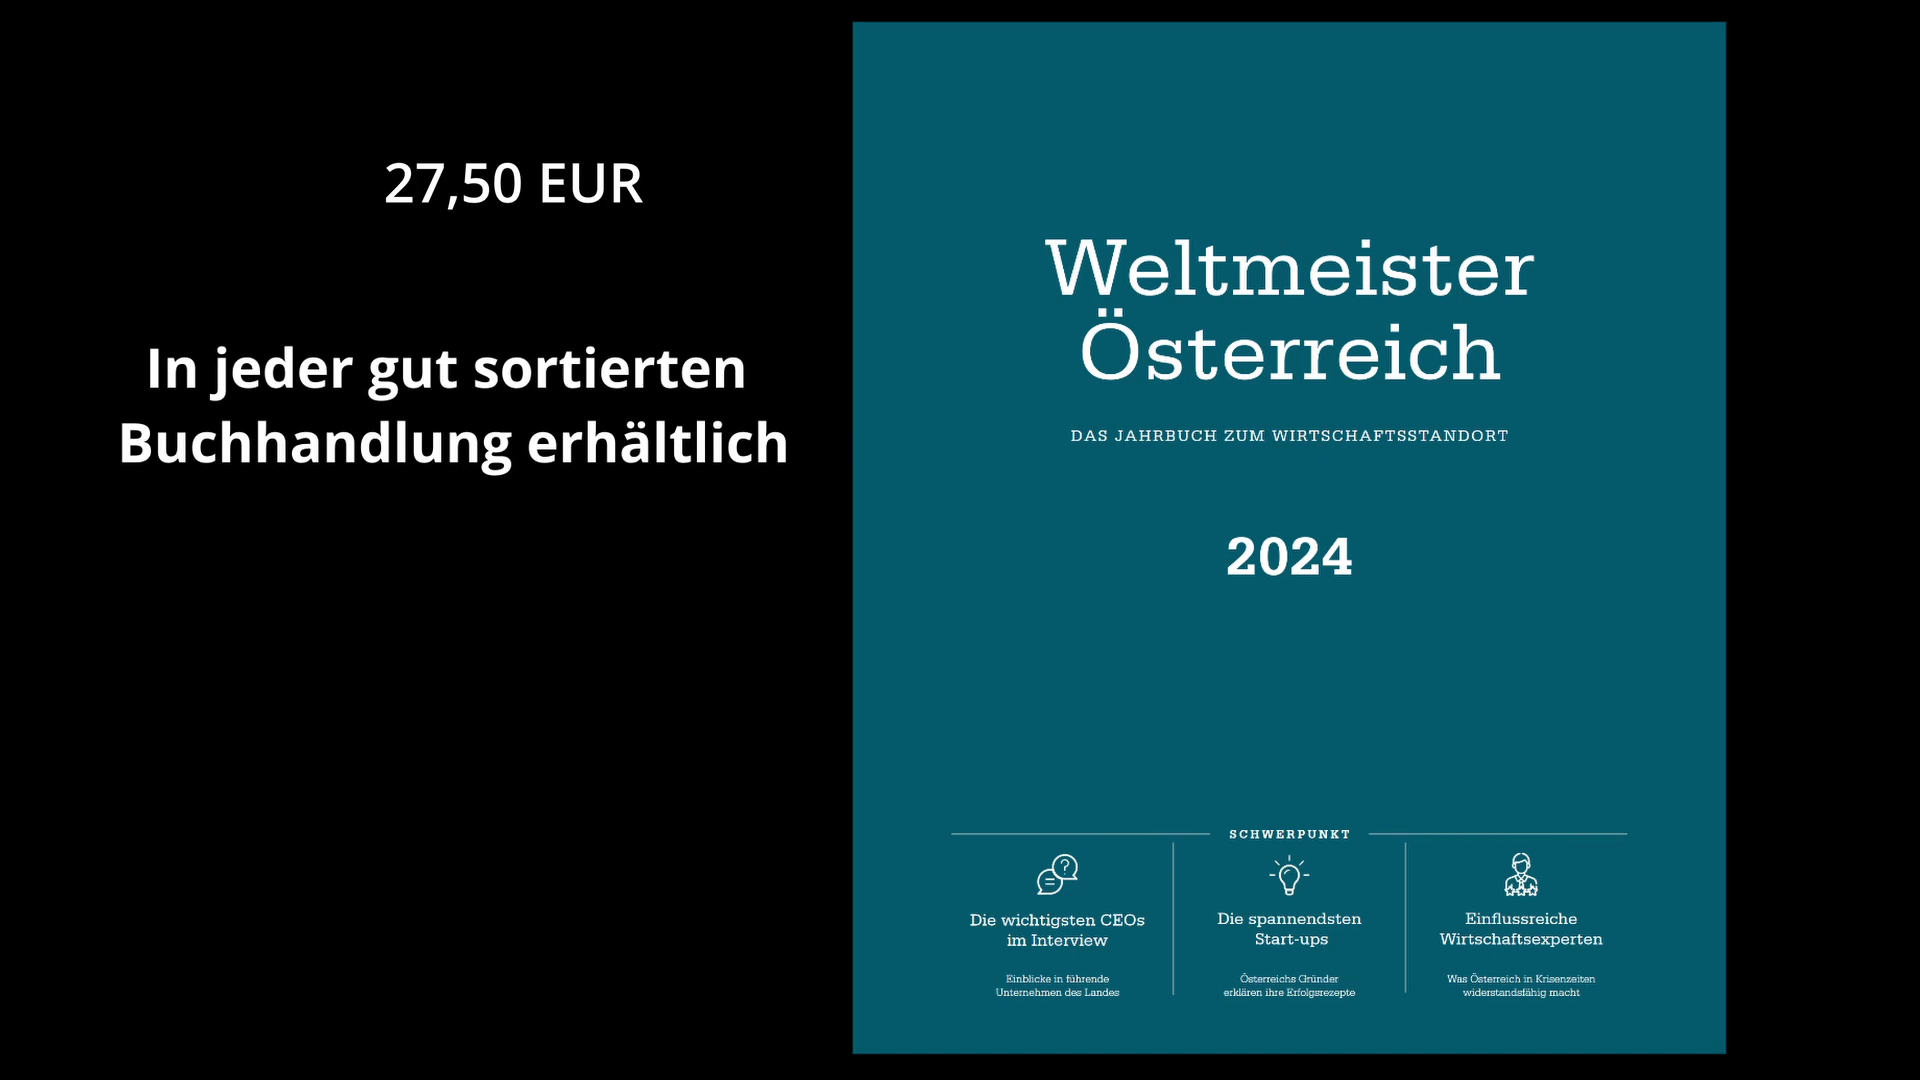 27,50 EUR
In jeder gut sortierten
Buchhandlung erhältlich
Weltmeister
Österreich
DAS JAHRBUCH ZUM WIRTSCHAFTSSTANDORT
2024
SCHWERPUNKT
Die wichtigsten CEOs
im Interview
Einblicke in führende
Unternehmen des Landes
Die spannendsten
Start-ups
Österreichs Gründer
erklären ihre Erfolgsrezepte
Einflussreiche
Wirtschaftsexperten
Was Österreich in Krisenzeiten
widerstandsfähig macht